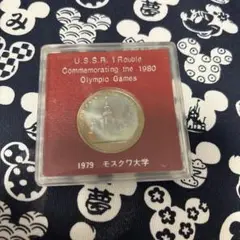 U.S.S.R. 1 Rouble
Commemorating the 1980
Olympic Games
1979 モスクワ大学